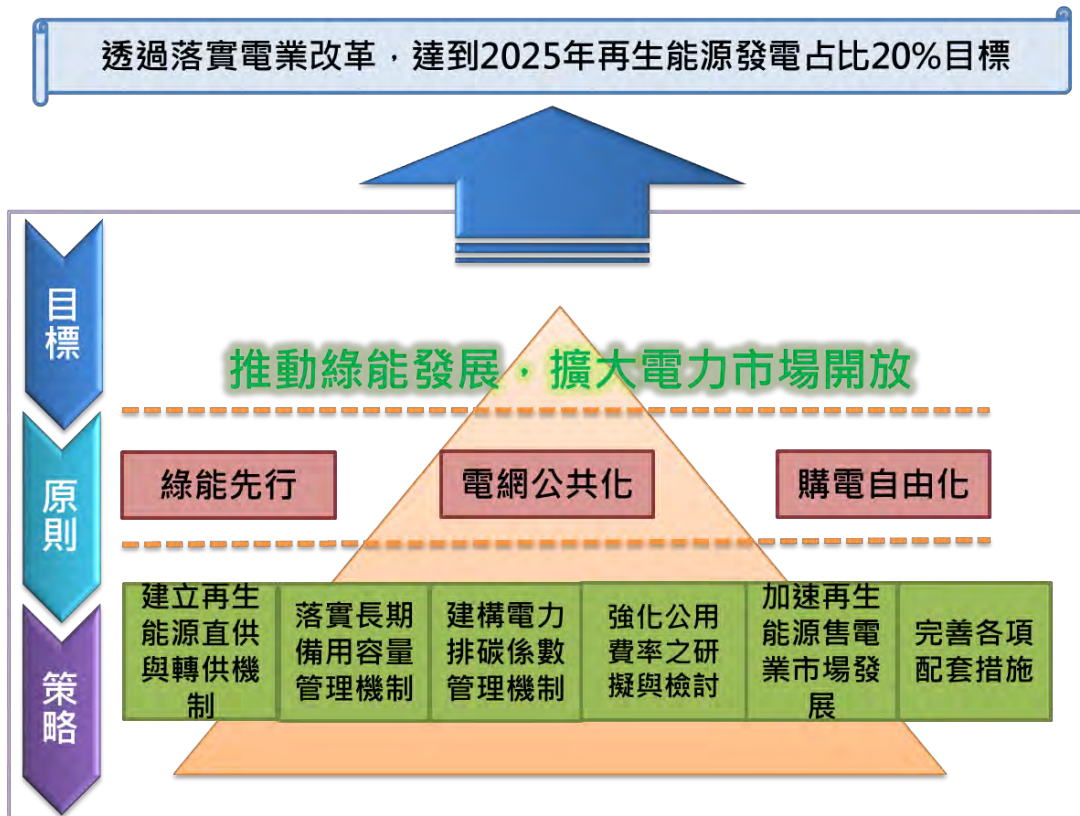 透過落實電業改革，達到2025年再生能源發電占比20%目標
目標
推動綠能發展，擴大電力市場開放
原則
綠能先行
電網公共化
購電自由化
策略
建立再生
能源直供
與轉供機
制
落實長期
備用容量
管理機制
建構電力
排碳係數
管理機制
強化公用
費率之研
擬與檢討
加速再生
能源售電
業市場發
展
完善各項
配套措施